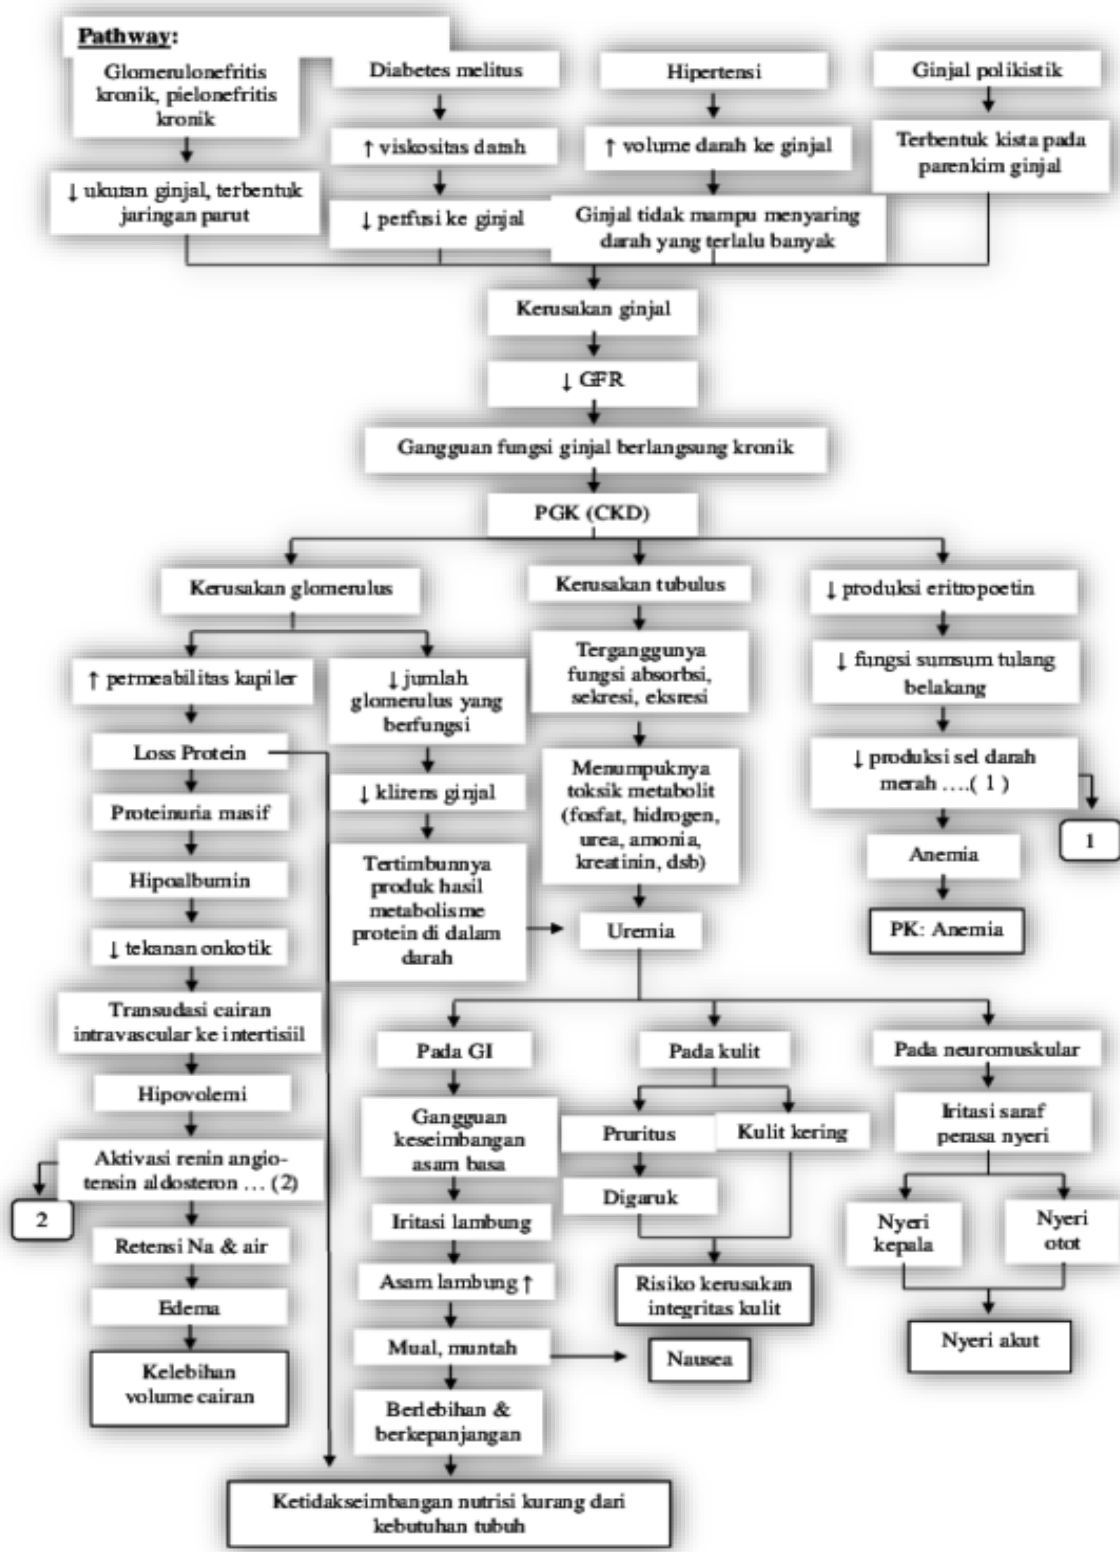 Pathway:
Glomerulonefritis
kronik, pielonefritis
kronik
Diabetes melitus
Hipertensi
Ginjal polikistik
↓ ukuran ginjal, terbentuk
jaringan parut
↑ viskositas darah
↓ perfusi ke ginjal
↑ volume darah ke ginjal
Ginjal tidak mampu menyaring
darah yang terlalu banyak
Terbentuk kista pada
parenkim ginjal
Kerusakan ginjal
↓ GFR
Gangguan fungsi ginjal berlangsung kronik
PGK (CKD)
Kerusakan glomerulus
Kerusakan tubulus
↓ produksi eritropoetin
↑ permeabilitas kapiler
Loss Protein
Proteinuria masif
Hipoalbumin
↓ tekanan onkotik
Transudasi cairan
intravascular ke intertisiil
Hipovolemi
Aktivasi renin angio-
tensin aldosteron … (2)
2
Retensi Na & air
Edema
Kelebihan
volume cairan
↓ jumlah
glomerulus yang
berfungsi
↓ klirens ginjal
Tertimbunnya
produk hasil
metabolisme
protein di dalam
darah
Terganggunya
fungsi absorbsi,
sekresi, eksresi
Menumpuknya
toksik metabolit
(fosfat, hidrogen,
urea, amonia,
kreatinin, dsb)
Uremia
↓ fungsi sumsum tulang
belakang
↓ produksi sel darah
merah ….( 1 )
1
Anemia
PK: Anemia
Pada GI
Gangguan
keseimbangan
asam basa
Iritasi lambung
Asam lambung ↑
Mual, muntah
Nausea
Berlebihan &
berkepanjangan
Ketidakseimbangan nutrisi kurang dari
kebutuhan tubuh
Pada kulit
Pruritus
Kulit kering
Digaruk
Risiko kerusakan
integritas kulit
Pada neuromuskular
Iritasi saraf
perasa nyeri
Nyeri
kepala
Nyeri
otot
Nyeri akut